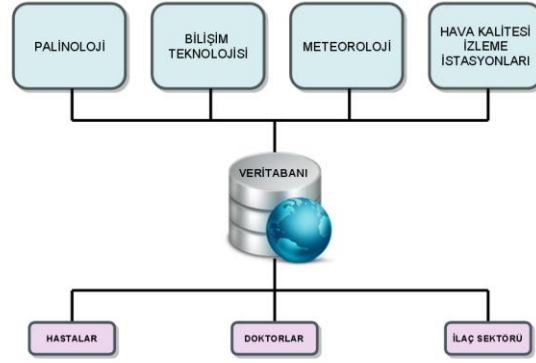 PALİNOLOJİ
BİLİŞİM
TEKNOLOJİSİ
METEOROLOJİ
HAVA KALİTESİ
İZLEME
İSTASYONLARI
VERİTABANI
HASTALAR
DOKTORLAR
İLAÇ SEKTÖRÜ